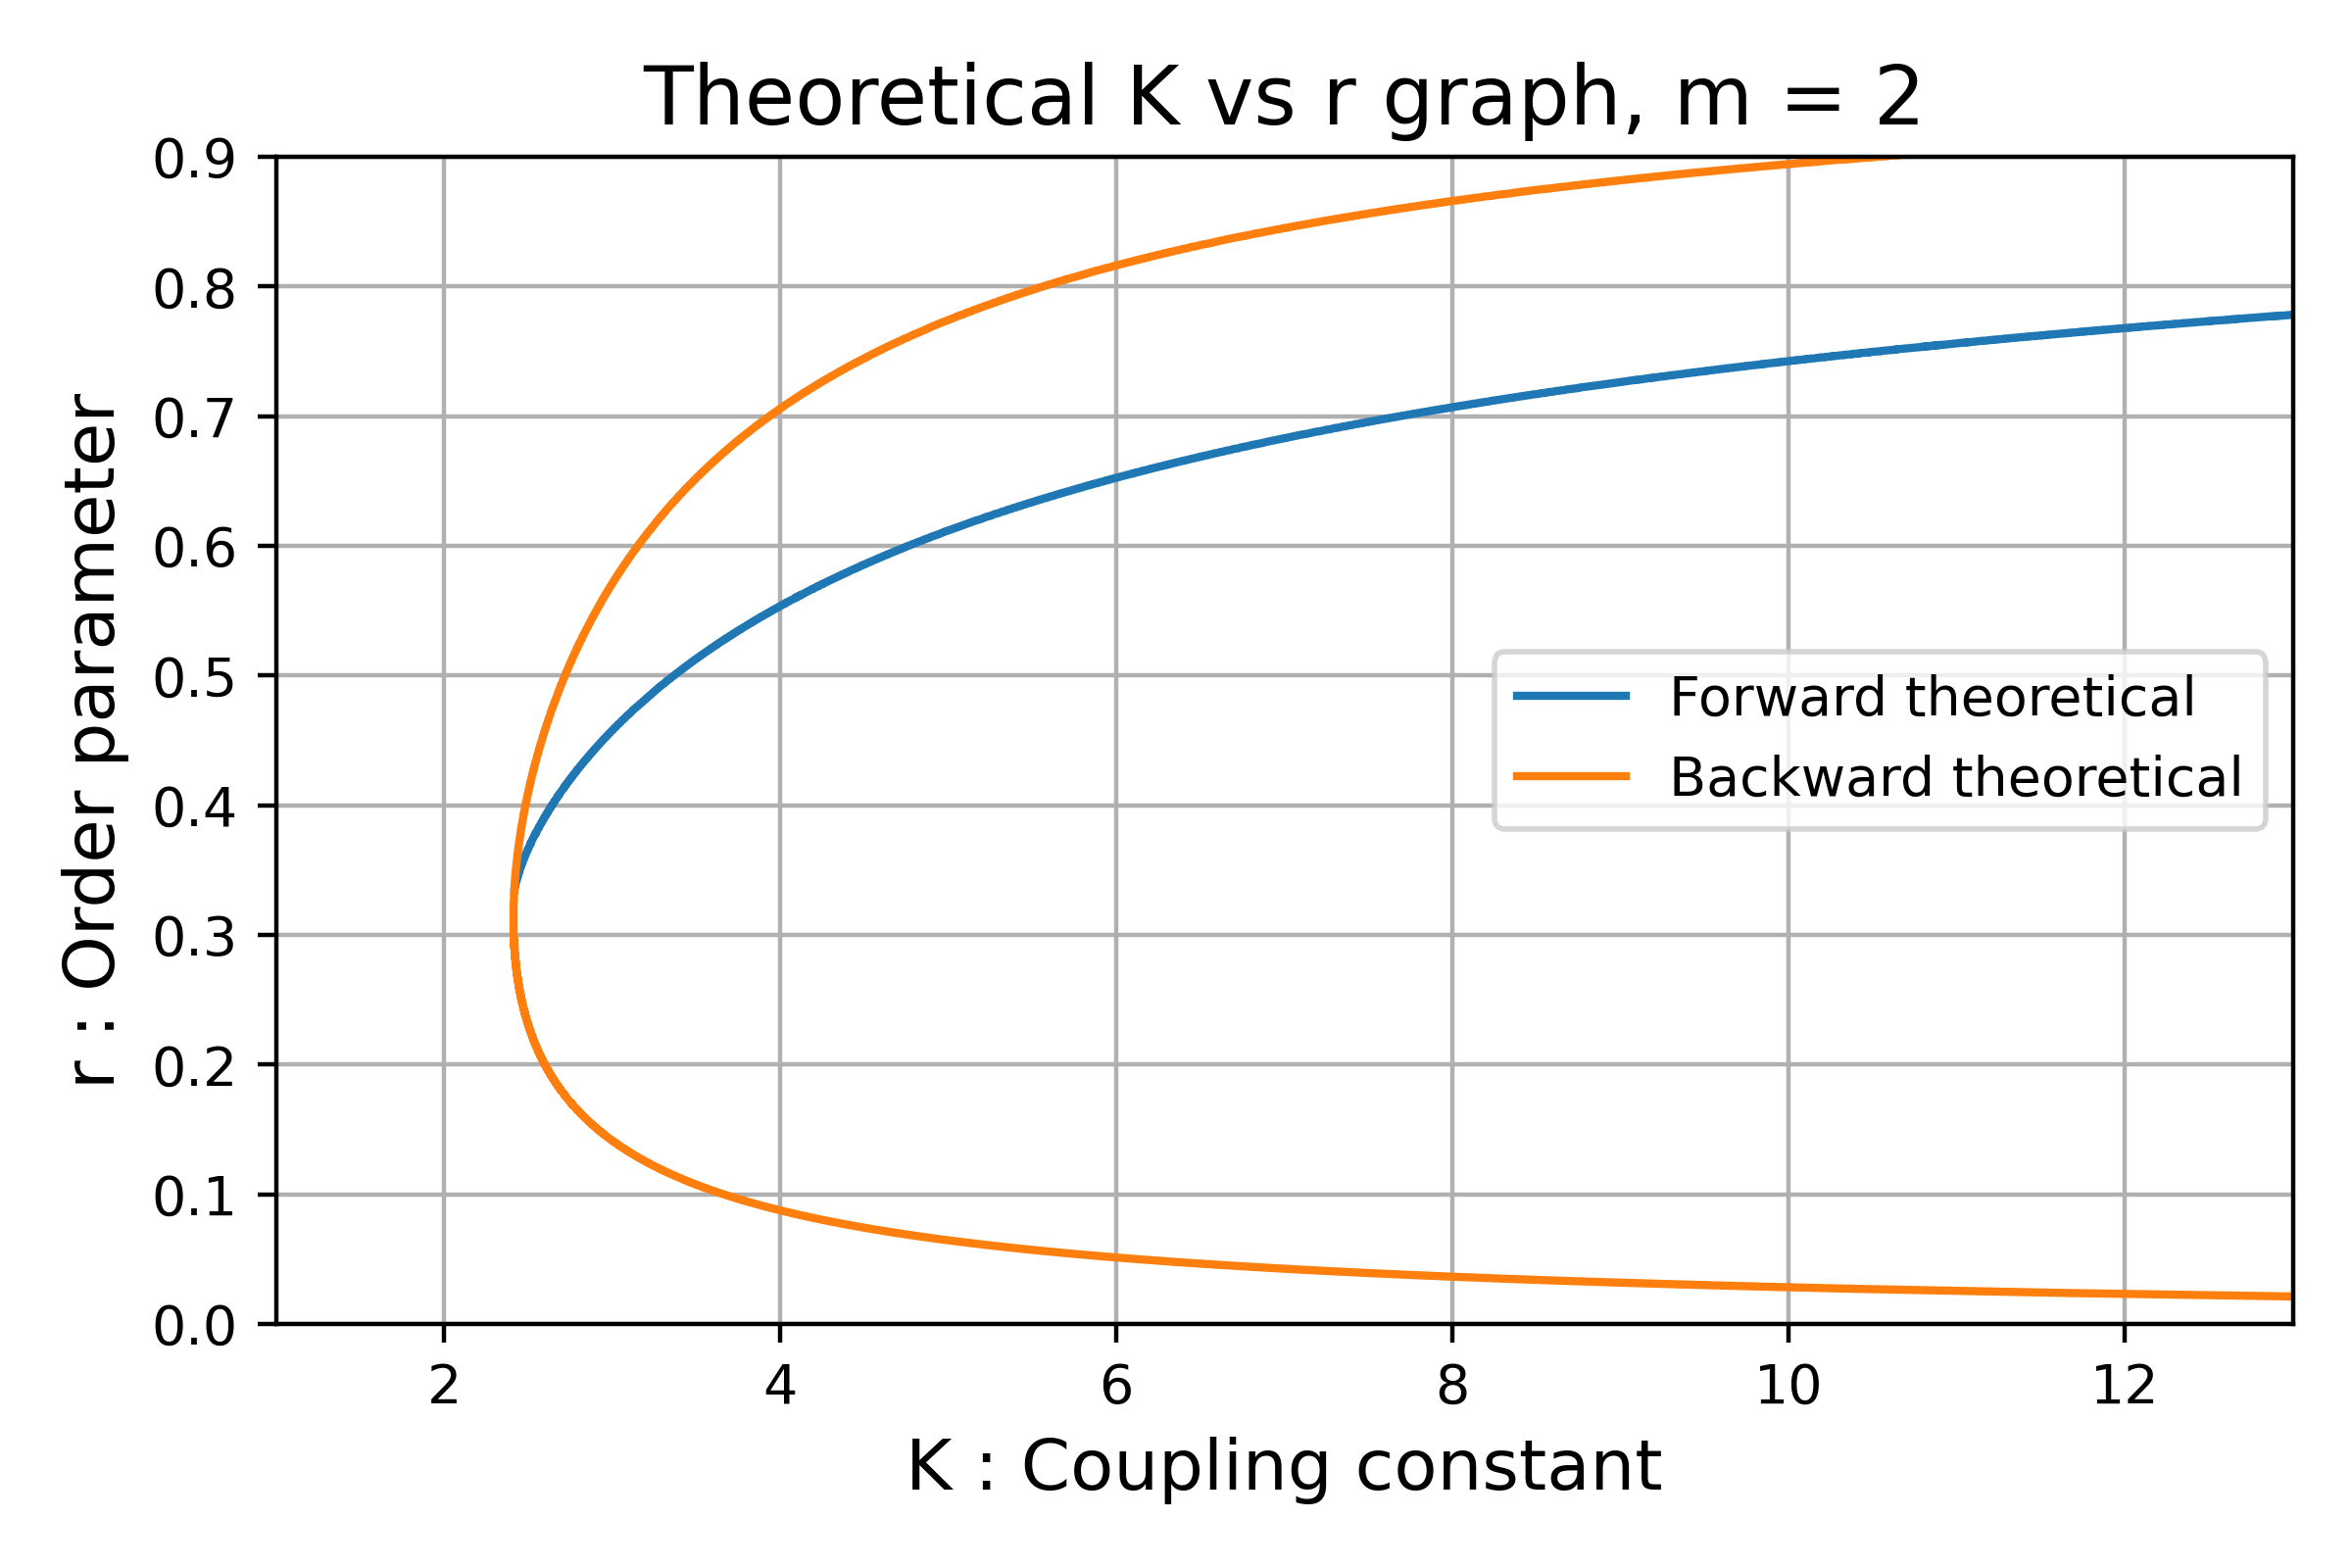 Theoretical K vs r graph, m = 2
0.9
0.8
0.7
0.6
0.5
0.4
0.3
0.2
0.1
0.0
r : Order parameter
Forward theoretical
Backward theoretical
2 4 6 8 10 12
K : Coupling constant